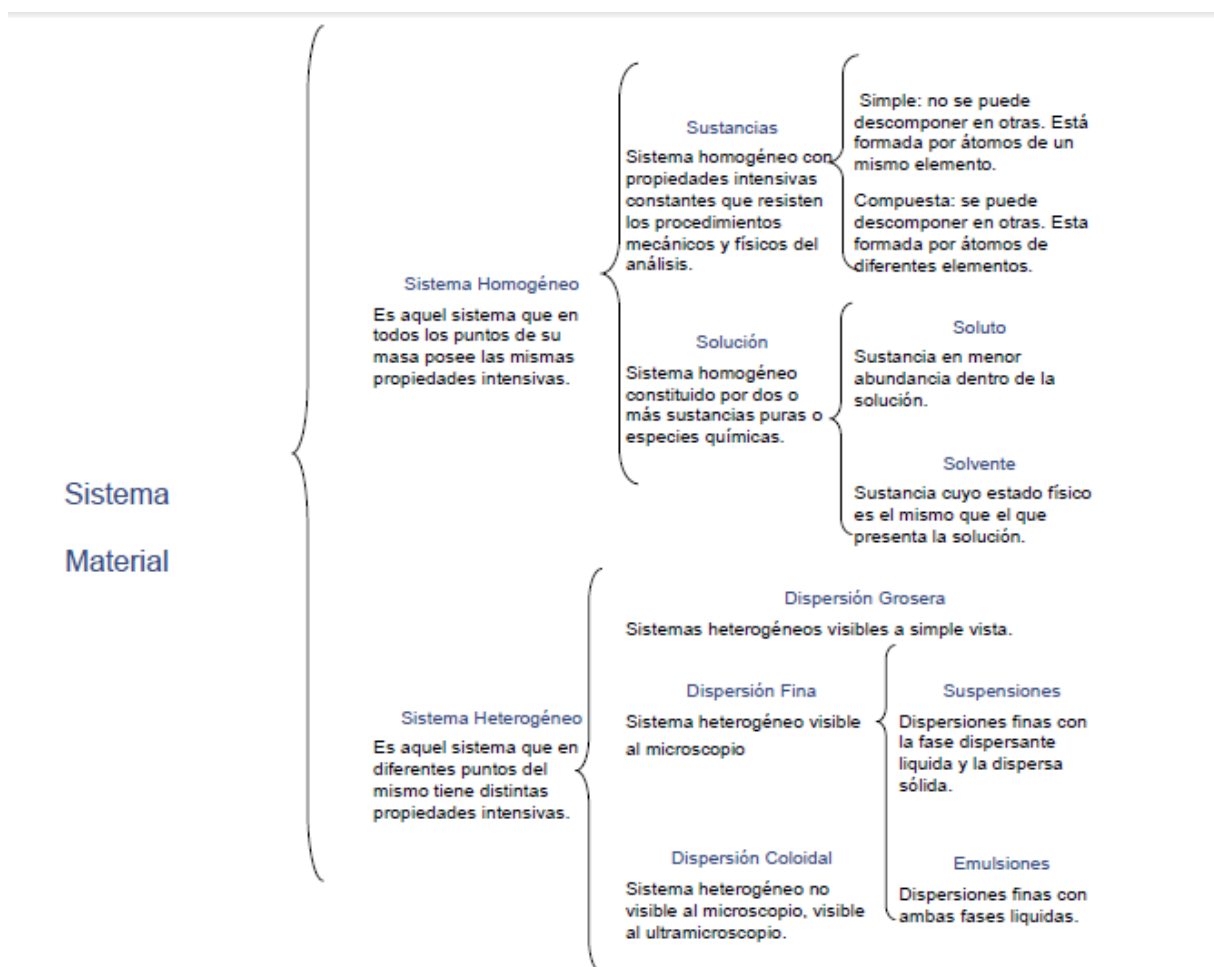 Sistema
Material
Sistema Homogéneo
Es aquel sistema que en
todos los puntos de su
masa posee las mismas
propiedades intensivas.
Sustancias
Sistema homogéneo con
propiedades intensivas
constantes que resisten
los procedimientos
mecánicos y físicos del
análisis.
Simple: no se puede
descomponer en otras. Está
formada por átomos de un
mismo elemento.
Compuesta: se puede
descomponer en otras. Esta
formada por átomos de
diferentes elementos.
Solución
Sistema homogéneo
constituido por dos o
más sustancias puras o
especies químicas.
Soluto
Sustancia en menor
abundancia dentro de la
solución.
Solvente
Sustancia cuyo estado físico
es el mismo que el que
presenta la solución.
Sistema Heterogéneo
Es aquel sistema que en
diferentes puntos del
mismo tiene distintas
propiedades intensivas.
Dispersión Grosera
Sistemas heterogéneos visibles a simple vista.
Dispersión Fina
Sistema heterogéneo visible
al microscopio
Suspensiones
Dispersiones finas con
la fase dispersante
liquida y la dispersa
sólida.
Emulsiones
Dispersiones finas con
ambas fases liquidas.
Dispersión Coloidal
Sistema heterogéneo no
visible al microscopio, visible
al ultramicroscopio.